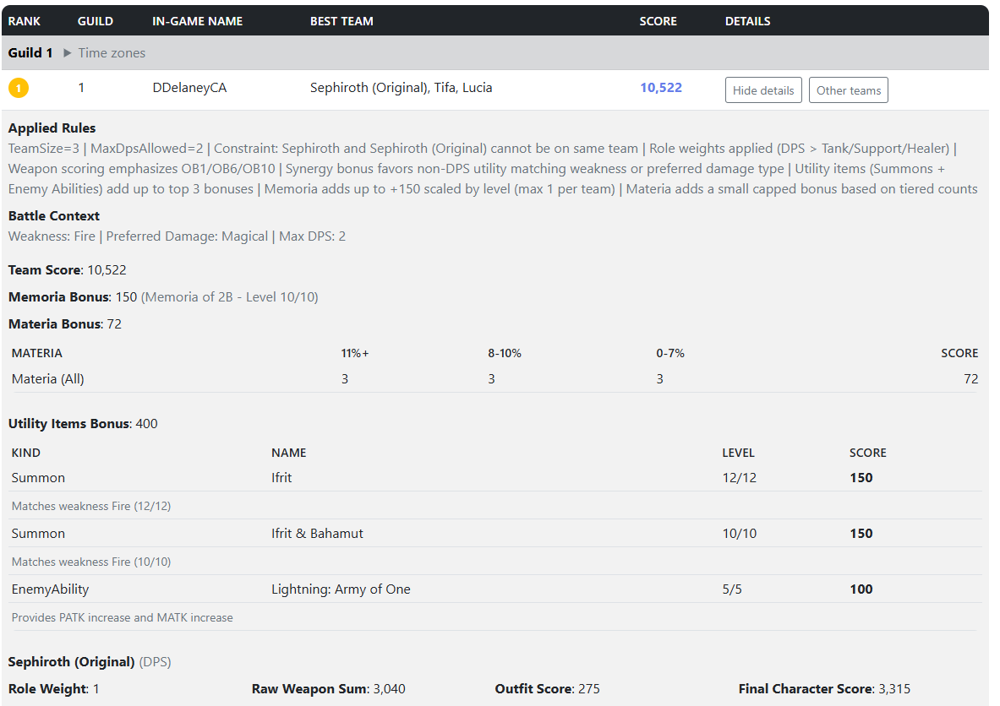 RANK GUILD IN-GAME NAME BEST TEAM SCORE DETAILS
Guild 1 ▶ Time zones
1 1 DDelaneyCA Sephiroth (Original), Tifa, Lucia 10,522 Hide details Other teams
Applied Rules
TeamSize=3 | MaxDpsAllowed=2 | Constraint: Sephiroth and Sephiroth (Original) cannot be on same team | Role weights applied (DPS > Tank/Support/Healer) |
Weapon scoring emphasizes OB1/OB6/OB10 | Synergy bonus favors non-DPS utility matching weakness or preferred damage type | Utility items (Summons +
Enemy Abilities) add up to top 3 bonuses | Memoria adds up to +150 scaled by level (max 1 per team) | Materia adds a small capped bonus based on tiered counts
Battle Context
Weakness: Fire | Preferred Damage: Magical | Max DPS: 2
Team Score: 10,522
Memoria Bonus: 150 (Memoria of 2B - Level 10/10)
Materia Bonus: 72
MATERIA 11%+ 8-10% 0-7% SCORE
Materia (All) 3 3 3 72
Utility Items Bonus: 400
KIND NAME LEVEL SCORE
Summon Ifrit 12/12 150
Matches weakness Fire (12/12)
Summon Ifrit & Bahamut 10/10 150
Matches weakness Fire (10/10)
EnemyAbility Lightning: Army of One 5/5 100
Provides PATK increase and MATK increase
Sephiroth (Original) (DPS)
Role Weight: 1 Raw Weapon Sum: 3,040 Outfit Score: 275 Final Character Score: 3,315